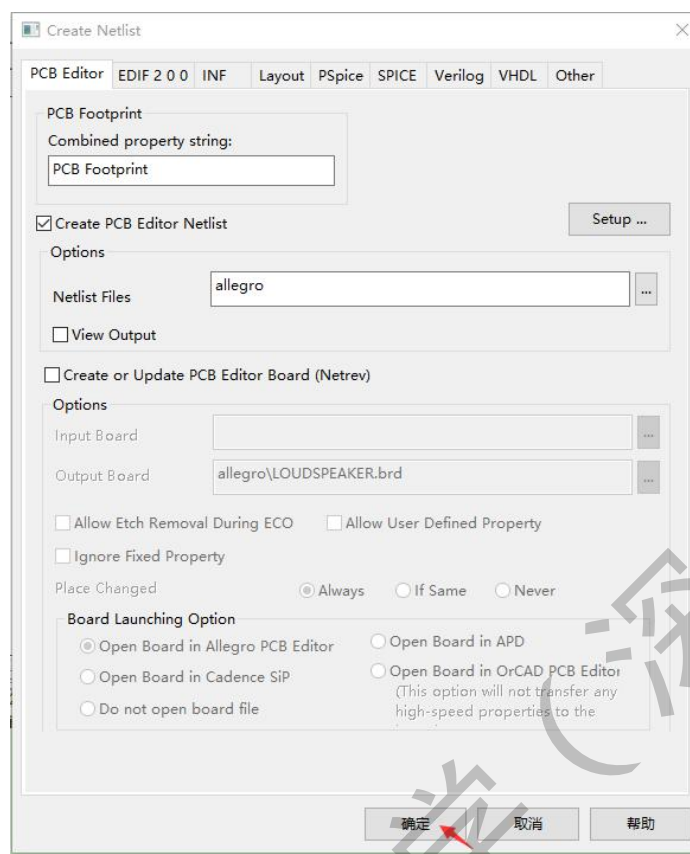 Create Netlist
PCB Editor EDIF 2 0 0 INF Layout PSpice SPICE Verilog VHDL Other
PCB Footprint
Combined property string:
PCB Footprint
Create PCB Editor Netlist
Setup ...
Options
Netlist Files
allegro
...
View Output
Create or Update PCB Editor Board (Netrev)
Options
Input Board
...
Output Board
allegro\LOUDSPEAKER.brd
...
Allow Etch Removal During ECO
Allow User Defined Property
Ignore Fixed Property
Place Changed
Always
If Same
Never
Board Launching Option
Open Board in Allegro PCB Editor
Open Board in APD
Open Board in Cadence SiP
Open Board in OrCAD PCB Editor
(This option will not transfer any
high-speed properties to the
Do not open board file
确定
取消
帮助
学(深